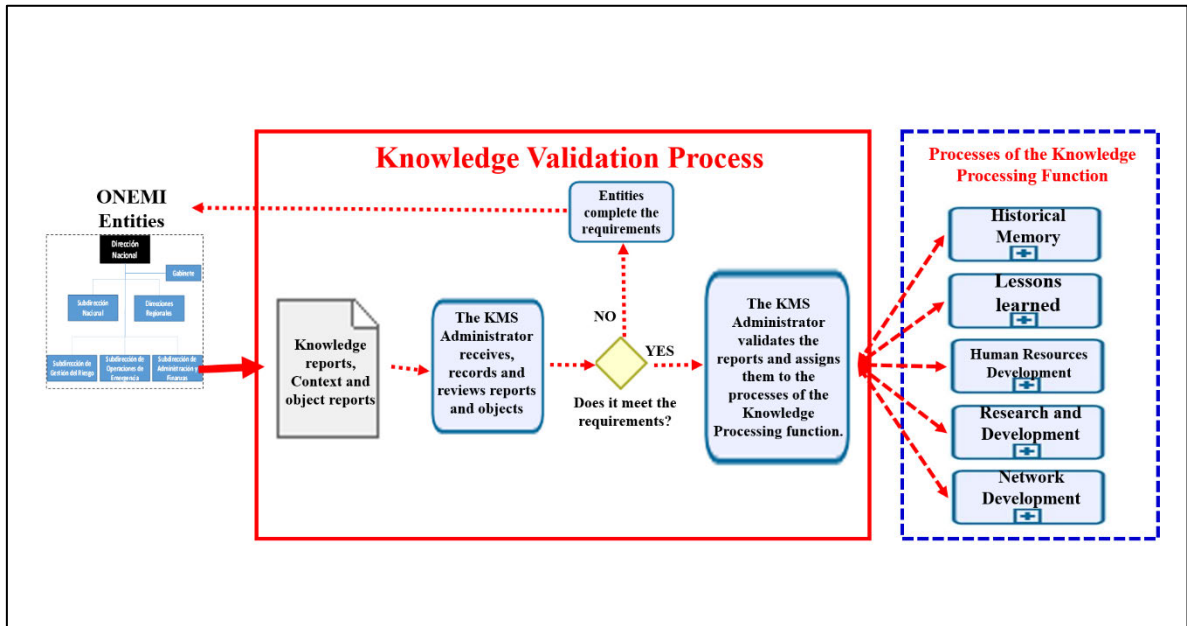 Knowledge Validation Process
Processes of the Knowledge
Processing Function
ONEMI
Entities
Dirección
Nacional
Gabinete
Subdirección
Nacional
Direcciones
Regionales
Subdirección de
Gestión del Riesgo
Subdirección de
Operaciones de
Emergencia
Subdirección de
Administración y
Finanzas
Knowledge
reports,
Context and
object reports
The KMS
Administrator
receives,
records and
reviews reports
and objects
Entities
complete the
requirements
NO
YES
Does it meet the
requirements?
The KMS
Administrator
validates the
reports and assigns
them to the
processes of the
Knowledge
Processing function.
Historical
Memory
Lessons
learned
Human Resources
Development
Research and
Development
Network
Development